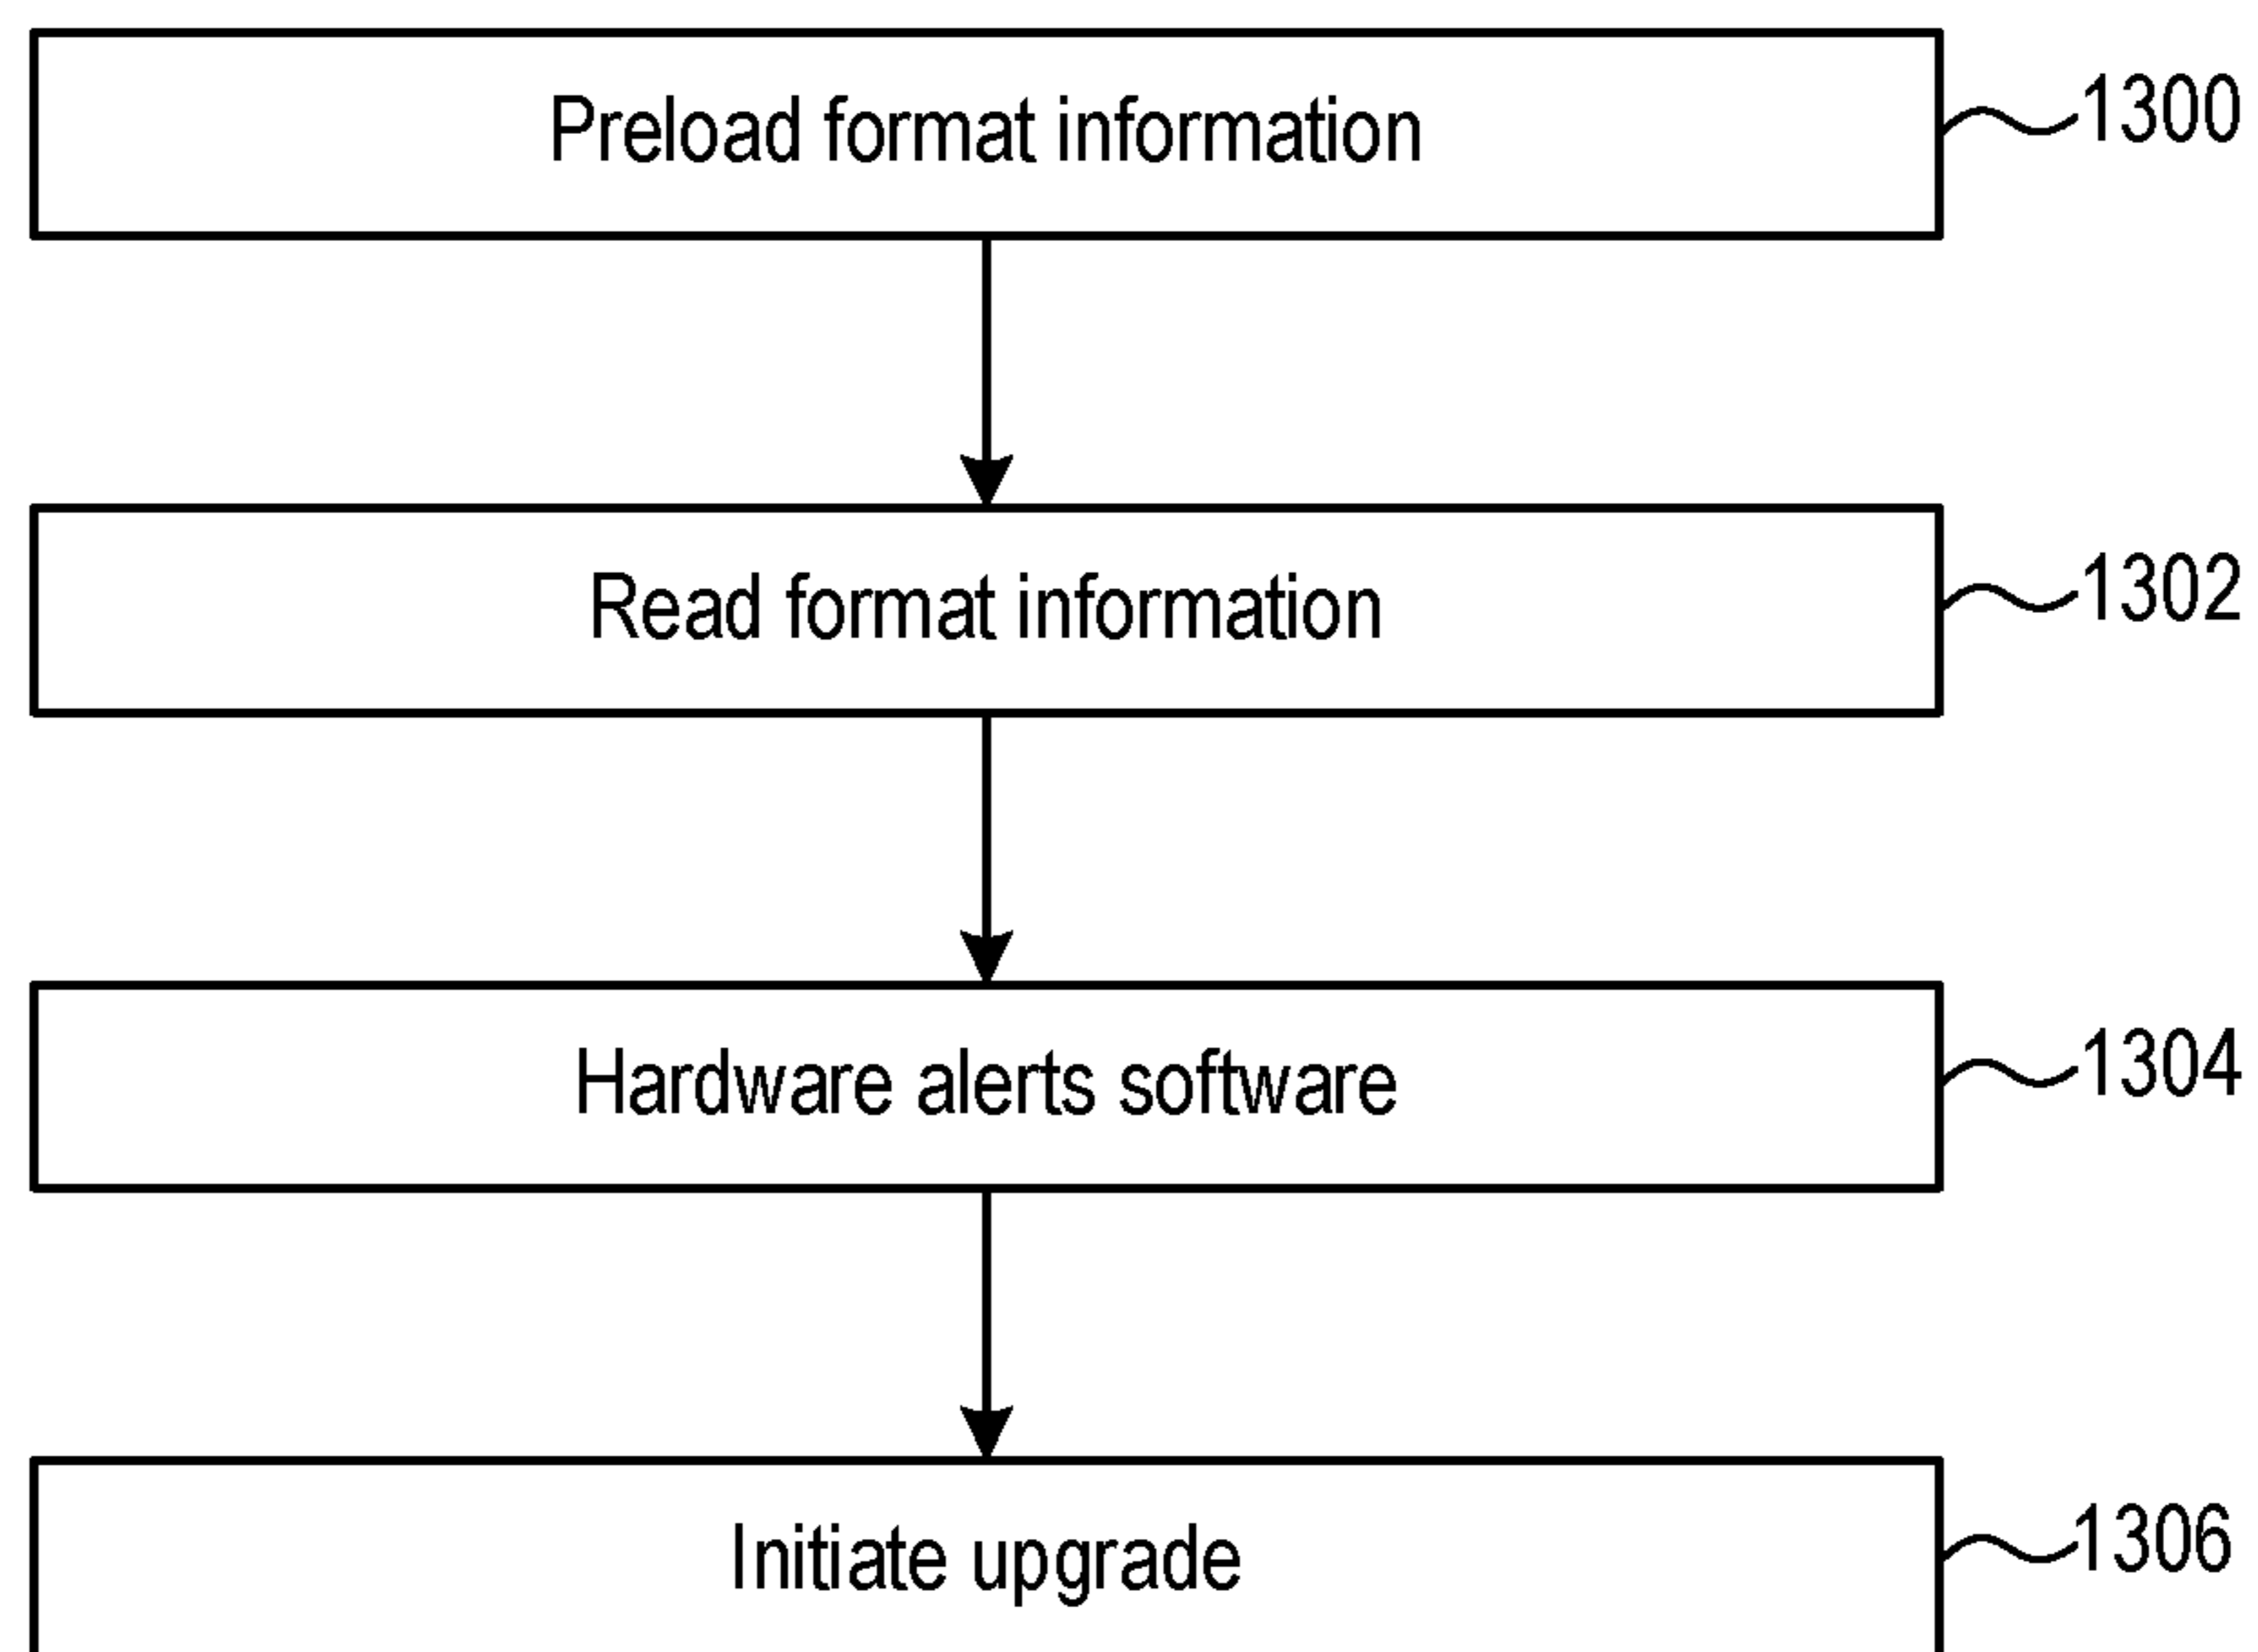 Preload format information
1300
Read format information
1302
Hardware alerts software
1304
Initiate upgrade
1306